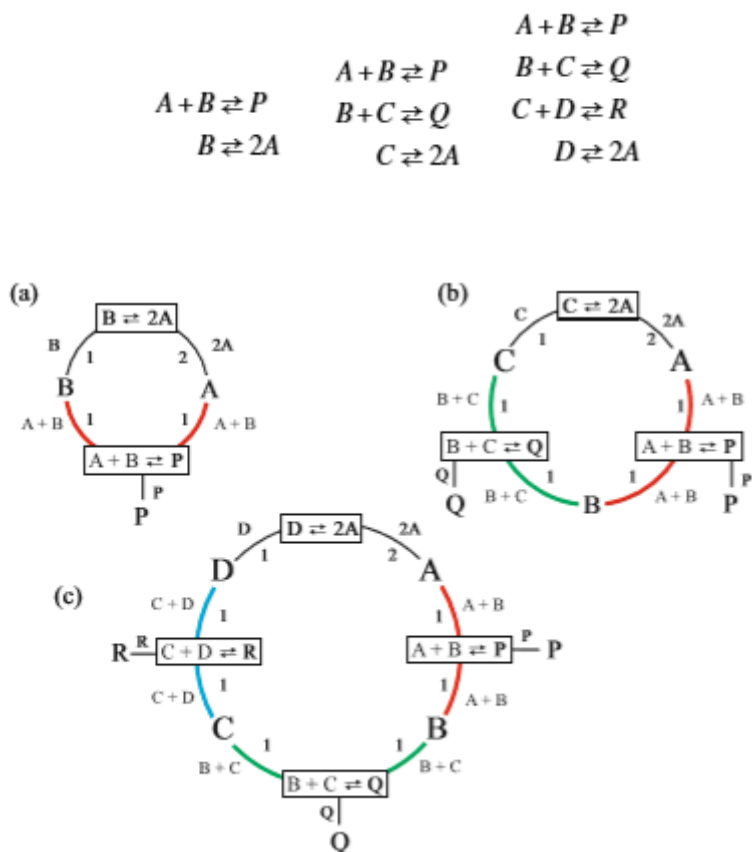 A + B ⇄ P
B ⇄ 2A
A + B ⇄ P
B + C ⇄ Q
C ⇄ 2A
A + B ⇄ P
B + C ⇄ Q
C + D ⇄ R
D ⇄ 2A
(a)
B ⇄ 2A
B 1 2 2A
B A
A + B 1 1 A + B
A + B ⇄ P
P
P
(b)
C ⇄ 2A
C 1 2 2A
C A
B + C 1 1 A + B
B + C ⇄ Q A + B ⇄ P
Q 1 1 P
Q B + C B A + B P
(c)
D ⇄ 2A
D 1 2 2A
D A
C + D 1 1 A + B
R R C + D ⇄ R A + B ⇄ P P P
C + D 1 1 A + B
C B
B + C 1 1 B + C
B + C ⇄ Q
Q
Q